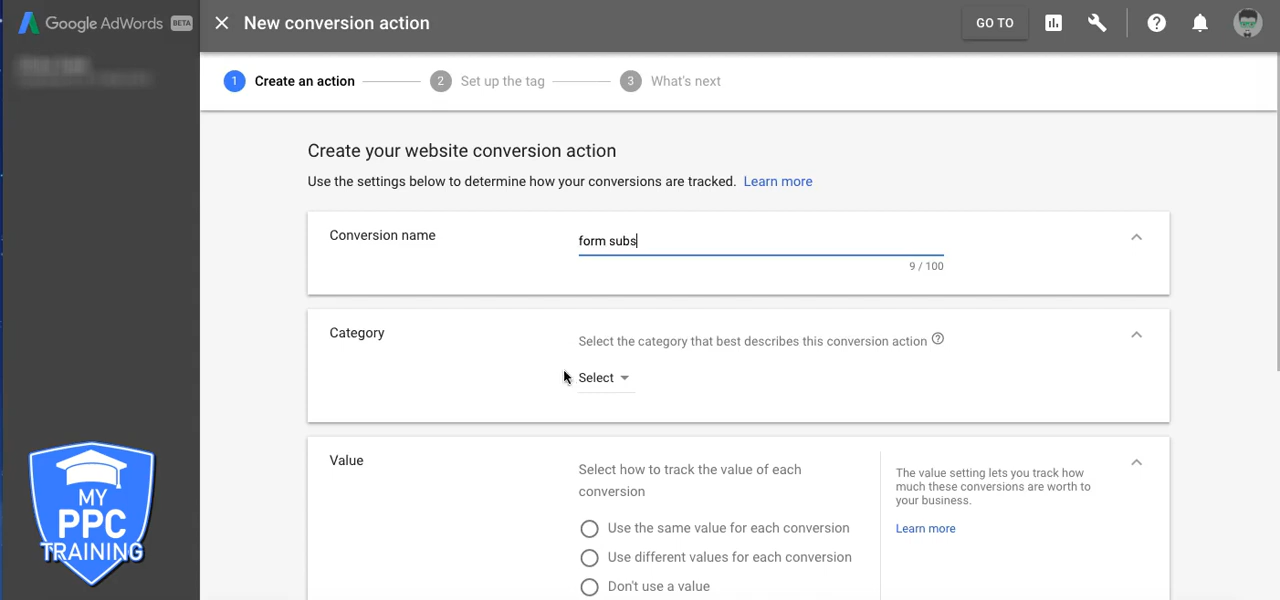 Google AdWords BETA
New conversion action
GO TO
1 Create an action
2 Set up the tag
3 What's next
Create your website conversion action
Use the settings below to determine how your conversions are tracked. Learn more
Conversion name
form subs
9 / 100
Category
Select the category that best describes this conversion action
Select
Value
Select how to track the value of each
conversion
Use the same value for each conversion
Use different values for each conversion
Don't use a value
The value setting lets you track how
much these conversions are worth to
your business.
Learn more
MY
PPC
TRAINING